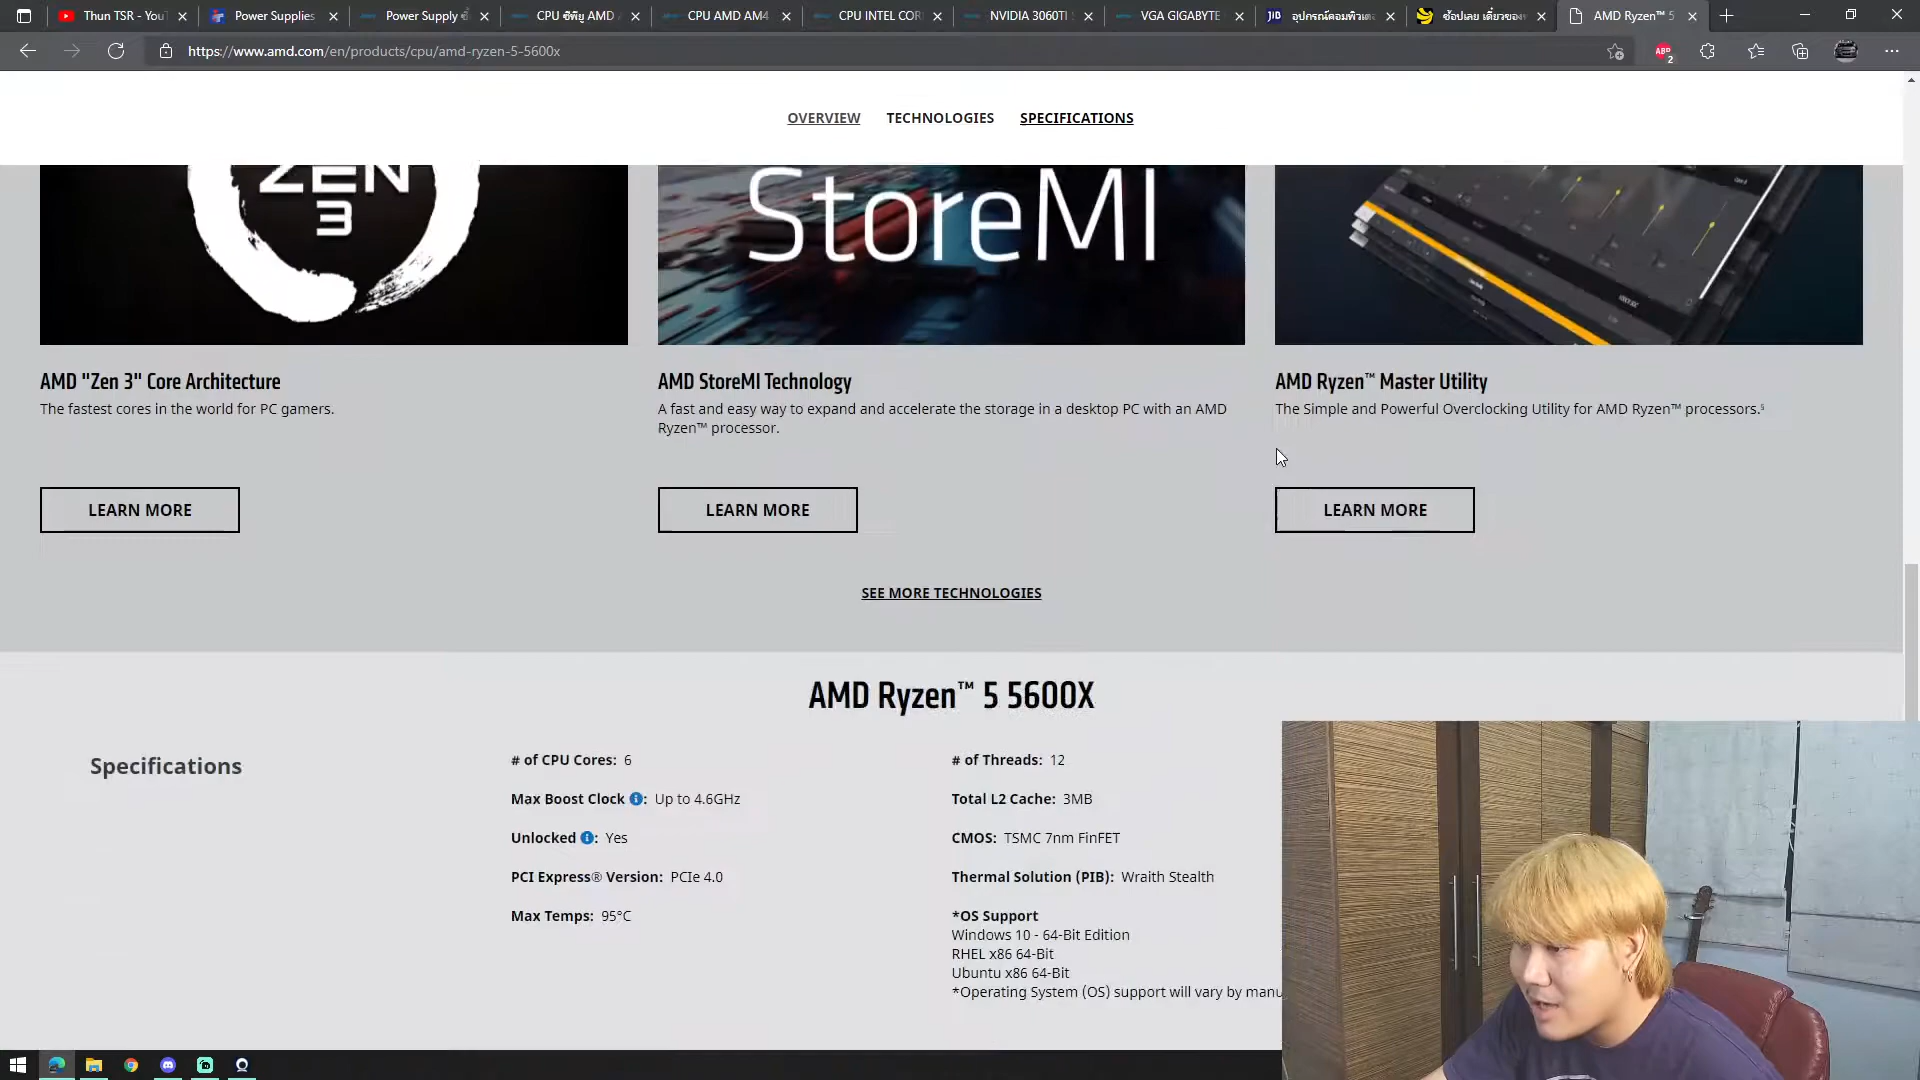 Thun TSR - You
Power Supplies
Power Supply
CPU ซีพียู AMD
CPU AMD AM4
CPU INTEL COR
NVIDIA 3060TI
VGA GIGABYTE
JIB
AMD Ryzen™ 5
https://www.amd.com/en/products/cpu/amd-ryzen-5-5600x
ABP
2
OVERVIEW TECHNOLOGIES SPECIFICATIONS
ZEN
3
StoreMI
AMD "Zen 3" Core Architecture
The fastest cores in the world for PC gamers.
LEARN MORE
AMD StoreMI Technology
A fast and easy way to expand and accelerate the storage in a desktop PC with an AMD
Ryzen™ processor.
LEARN MORE
AMD Ryzen™ Master Utility
The Simple and Powerful Overclocking Utility for AMD Ryzen™ processors.⁵
LEARN MORE
SEE MORE TECHNOLOGIES
AMD Ryzen™ 5 5600X
Specifications
# of CPU Cores: 6
Max Boost Clock : Up to 4.6GHz
Unlocked : Yes
PCI Express® Version: PCIe 4.0
Max Temps: 95°C
# of Threads: 12
Total L2 Cache: 3MB
CMOS: TSMC 7nm FinFET
Thermal Solution (PIB): Wraith Stealth
*OS Support
Windows 10 - 64-Bit Edition
RHEL x86 64-Bit
Ubuntu x86 64-Bit
*Operating System (OS) support will vary by manu